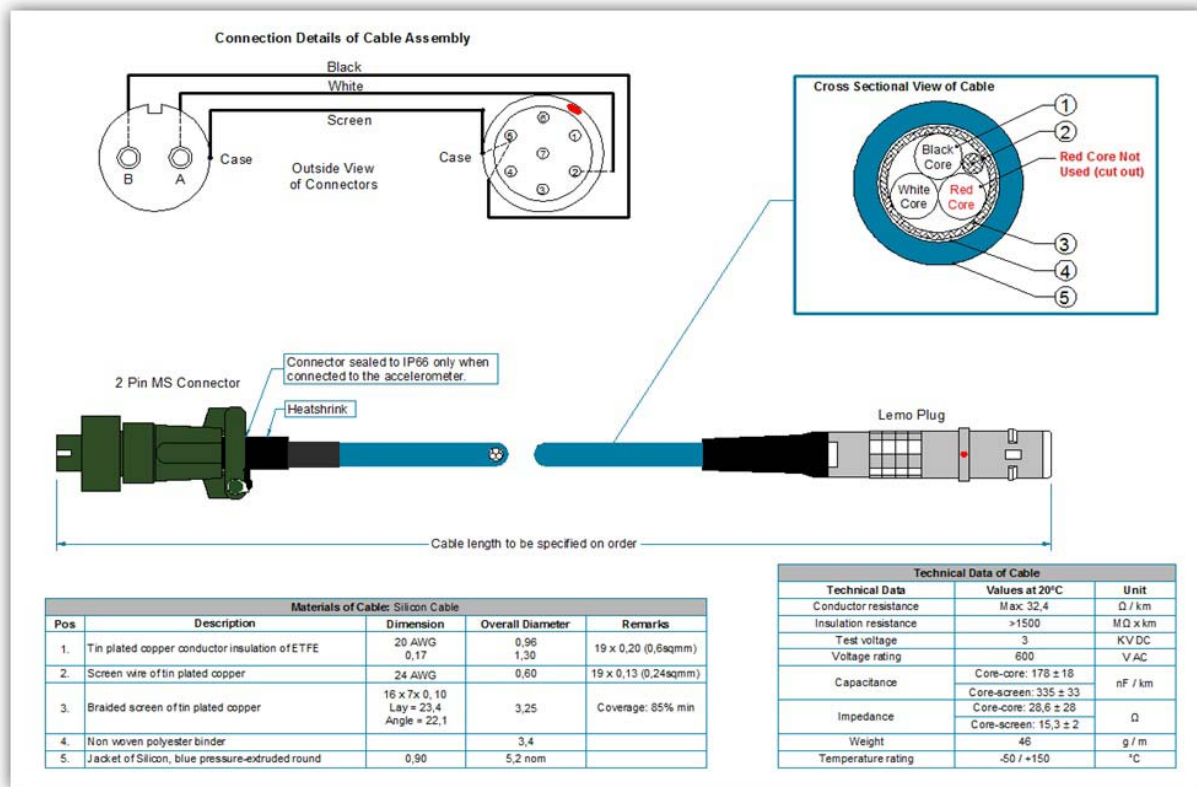 Connection Details of Cable Assembly
Black
White
Screen
Case
Case
B
A
Outside View
of Connectors
6
5
1
7
4
2
3
Cross Sectional View of Cable
Black
Core
White
Core
Red
Core
1
2
Red Core Not
Used (cut out)
3
4
5
Connector sealed to IP66 only when
connected to the accelerometer.
2 Pin MS Connector
Heatshrink
Lemo Plug
Cable length to be specified on order
Materials of Cable: Silicon Cable
Pos Description Dimension Overall Diameter Remarks
1. Tin plated copper conductor insulation of ETFE 20 AWG 0,96 19 x 0,20 (0,6sqmm)
0,17 1,30
2. Screen wire of tin plated copper 24 AWG 0,60 19 x 0,13 (0,24sqmm)
3. Braided screen of tin plated copper 16 x 7x 0, 10 3,25 Coverage: 85% min
Lay = 23,4
Angle = 22,1
4. Non woven polyester binder 3,4
5. Jacket of Silicon, blue pressure-extruded round 0,90 5,2 nom
Technical Data of Cable
Technical Data Values at 20°C Unit
Conductor resistance Max: 32,4 Ω / km
Insulation resistance >1500 MΩ x km
Test voltage 3 KV DC
Voltage rating 600 V AC
Capacitance Core-core: 178 ± 18 nF / km
Core-screen: 335 ± 33
Impedance Core-core: 28,6 ± 28 Ω
Core-screen: 15,3 ± 2
Weight 46 g / m
Temperature rating -50 / +150 °C